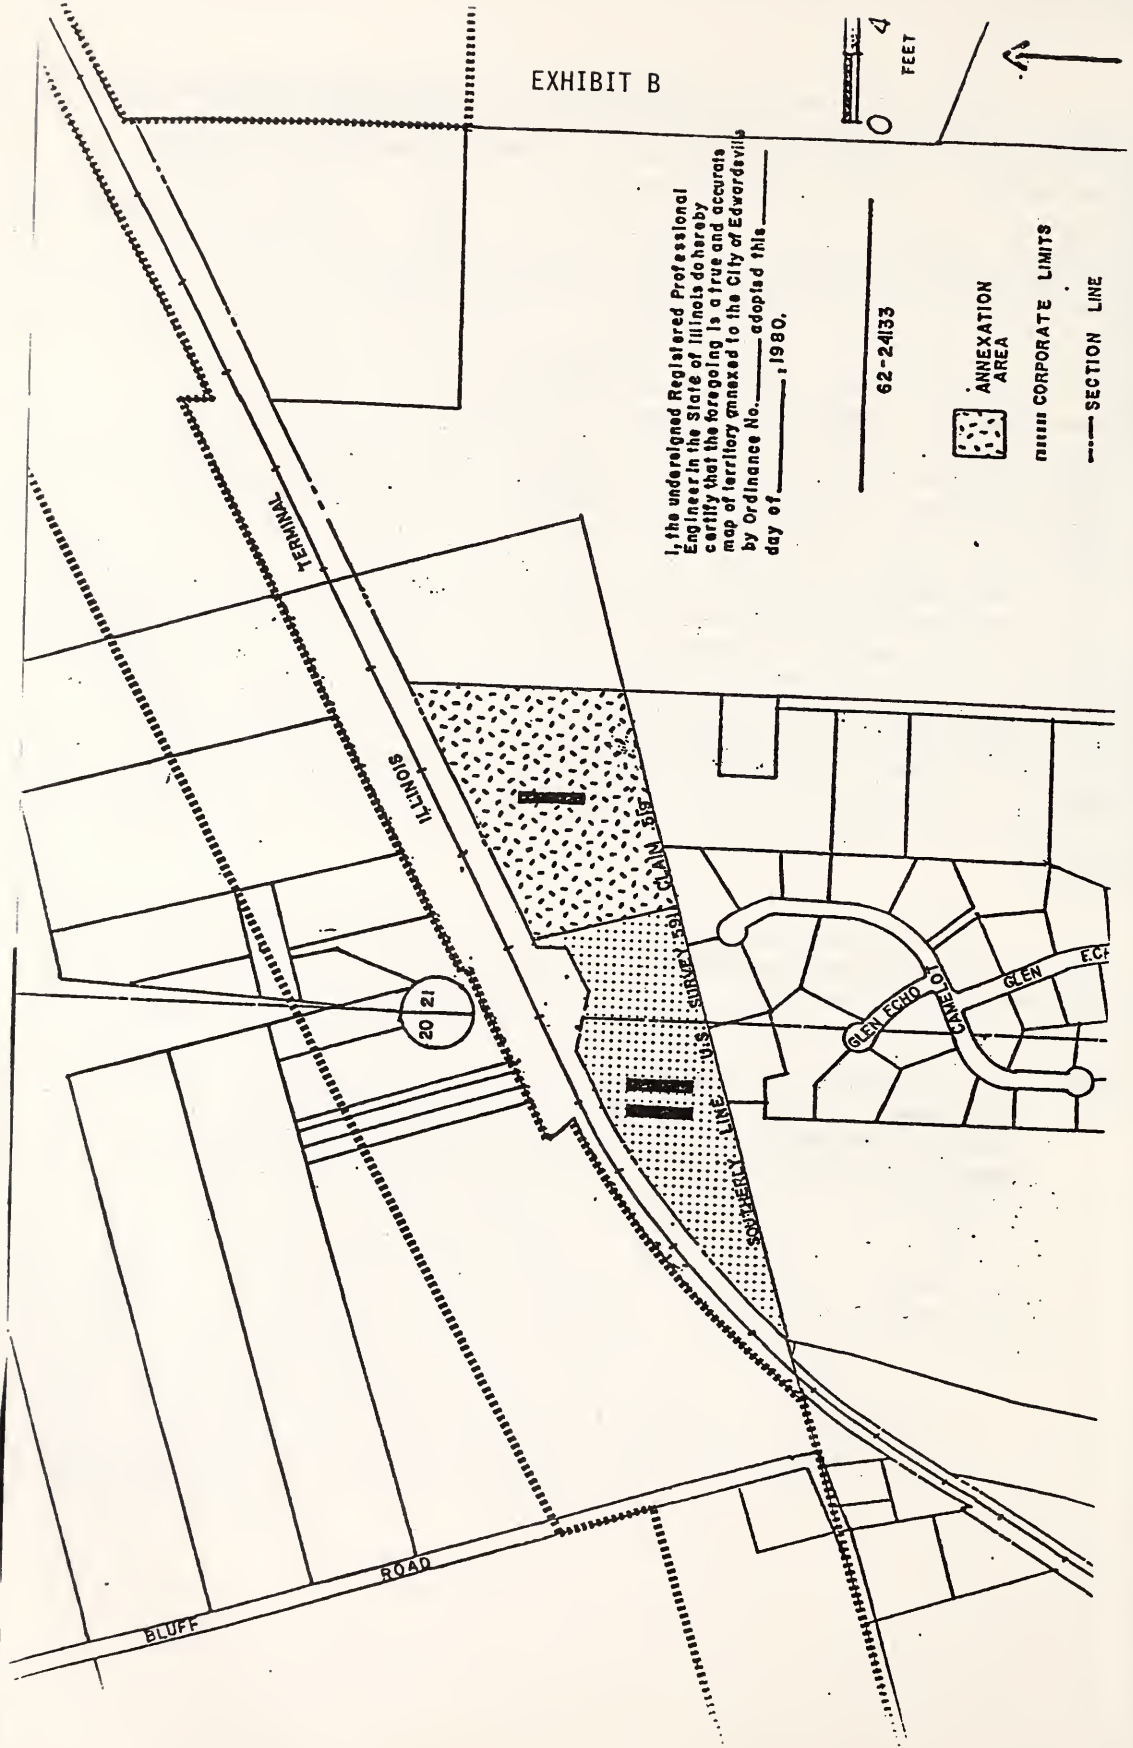 EXHIBIT B
0 4
FEET
I, the undersigned Registered Professional
Engineer in the State of Illinois do hereby
certify that the foregoing is a true and accurate
map of territory annexed to the City of Edwardsville
by Ordinance No. ______ adopted this ______
day of ______, 1980.
62-24133
ANNEXATION
AREA
CORPORATE LIMITS
SECTION LINE
ILLINOIS TERMINAL
BLUFF ROAD
20 21
I
II
SOUTHERLY LINE U.S. SURVEY 591 CLAIM 519
GLEN ECHO
CAMELOT
GLEN ECH